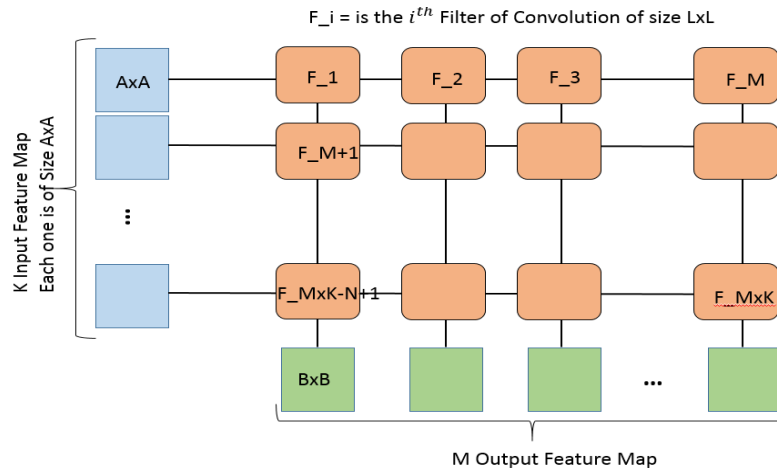 F_i = is the i^th Filter of Convolution of size LxL
K Input Feature Map
Each one is of Size AxA
AxA
F_1
F_2
F_3
F_M
F_M+1
...
F_MxK-N+1
F_MxK
BxB
...
M Output Feature Map